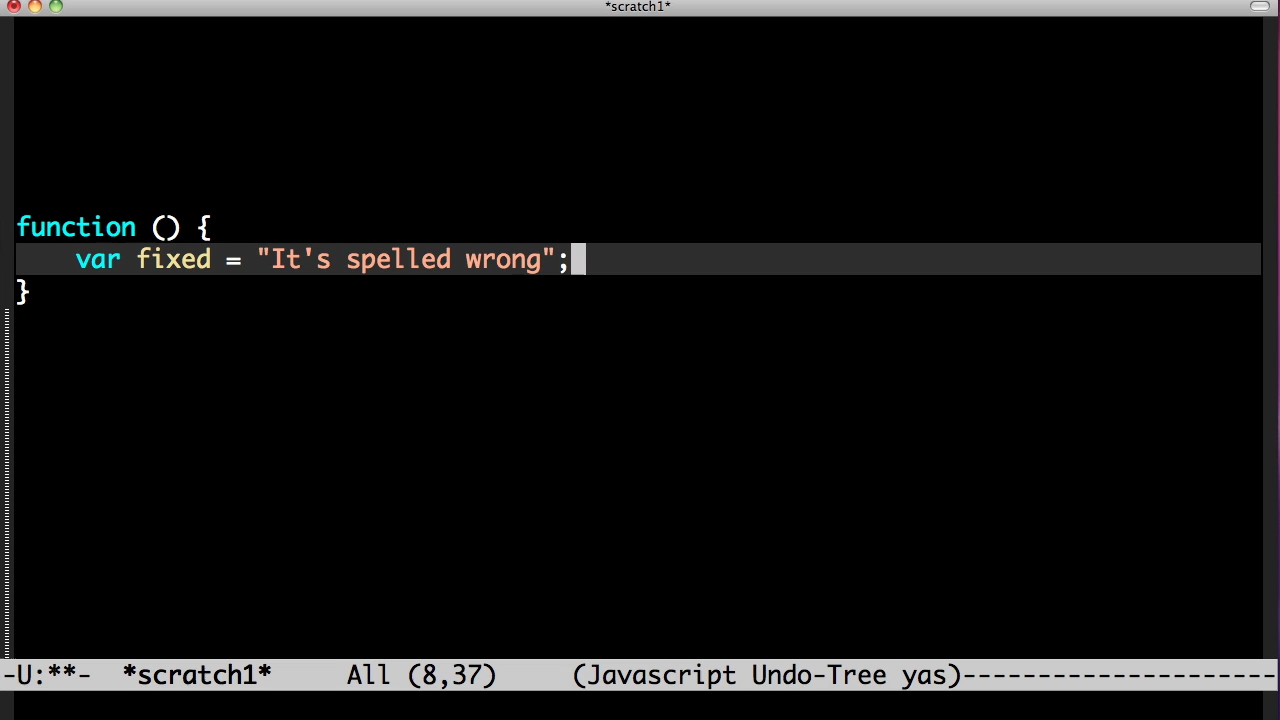 *scratch1*
function () {
    var fixed = "It's spelled wrong";
}
-U:**-  *scratch1*     All (8,37)     (Javascript Undo-Tree yas)---------------------